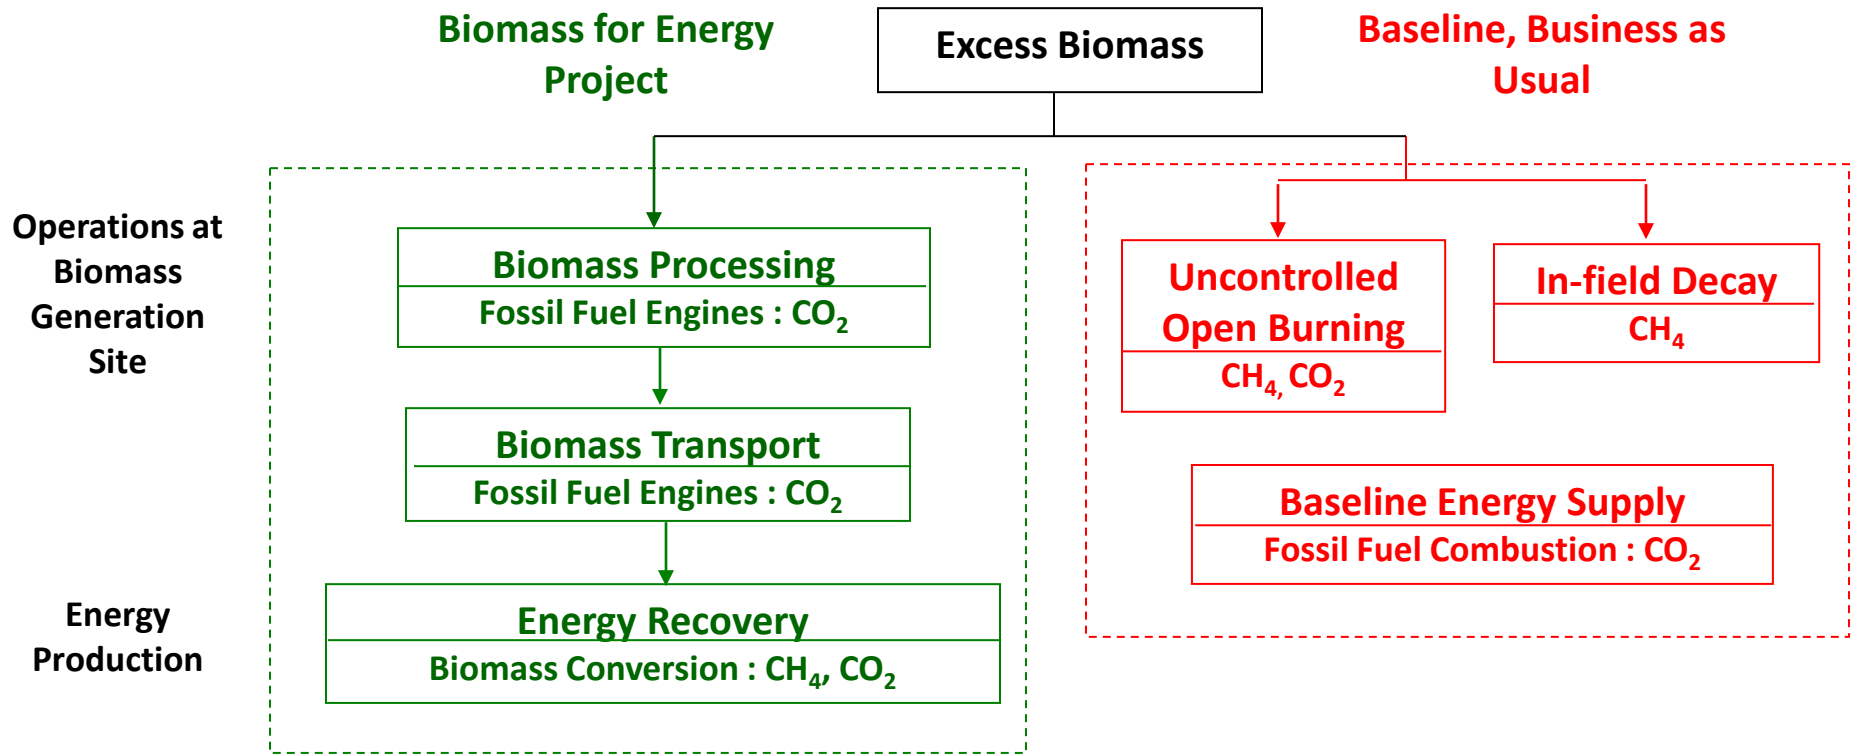 Biomass for Energy
Project
Excess Biomass
Baseline, Business as
Usual
Operations at
Biomass
Generation
Site
Biomass Processing
Fossil Fuel Engines : CO₂
Biomass Transport
Fossil Fuel Engines : CO₂
Energy
Production
Energy Recovery
Biomass Conversion : CH₄, CO₂
Uncontrolled
Open Burning
CH₄, CO₂
In-field Decay
CH₄
Baseline Energy Supply
Fossil Fuel Combustion : CO₂